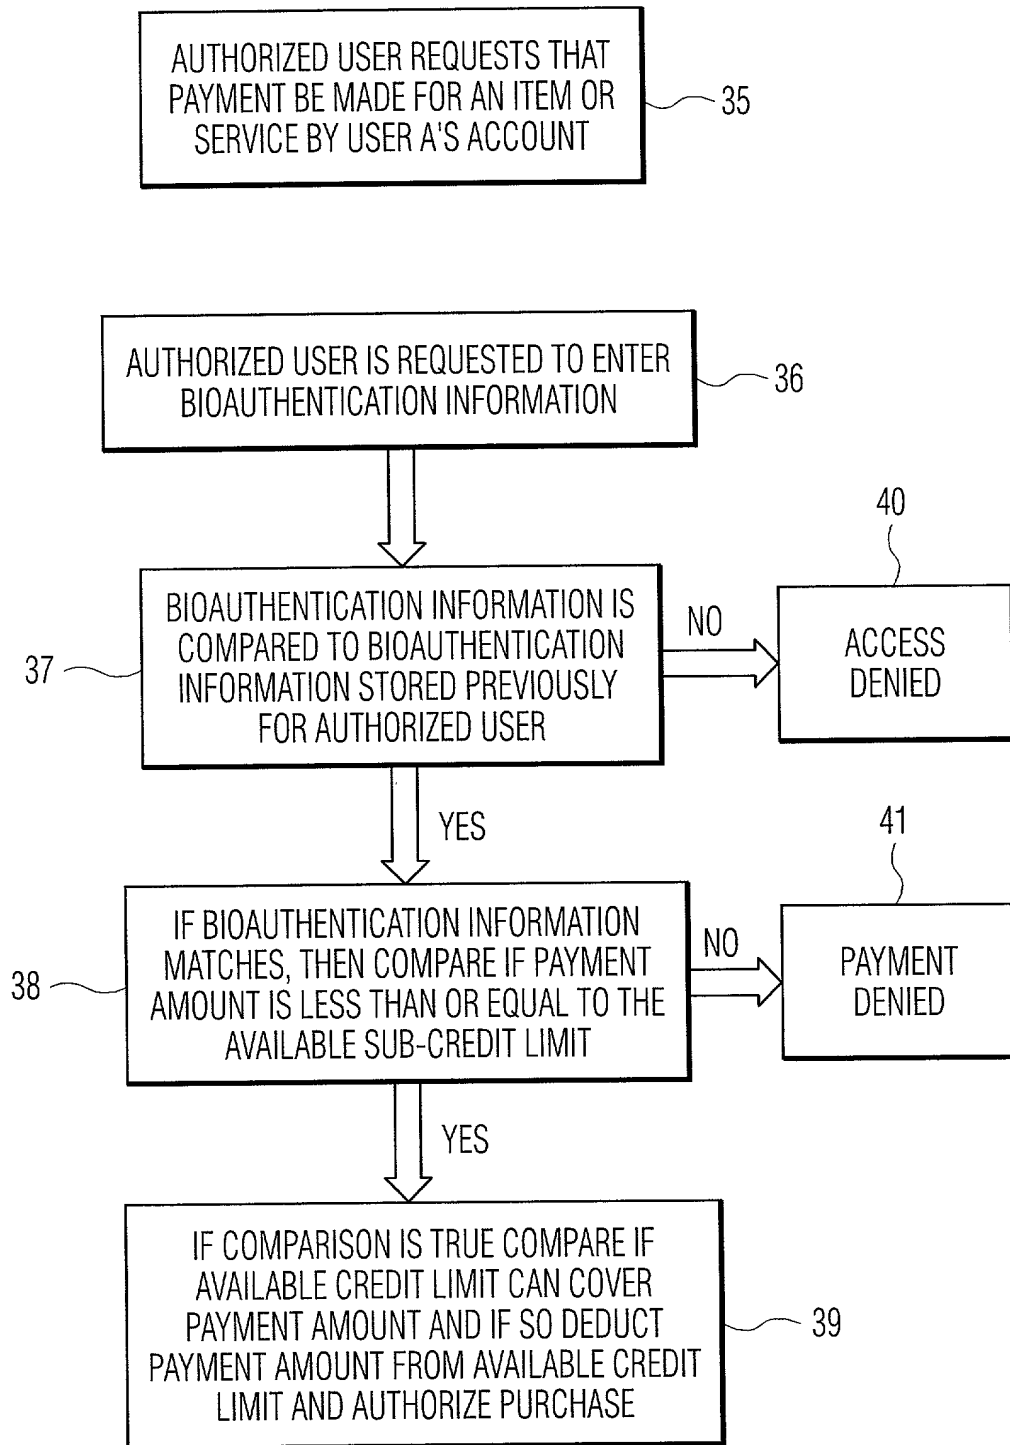 AUTHORIZED USER REQUESTS THAT
PAYMENT BE MADE FOR AN ITEM OR
SERVICE BY USER A'S ACCOUNT
35
AUTHORIZED USER IS REQUESTED TO ENTER
BIOAUTHENTICATION INFORMATION
36
BIOAUTHENTICATION INFORMATION IS
COMPARED TO BIOAUTHENTICATION
INFORMATION STORED PREVIOUSLY
FOR AUTHORIZED USER
37
NO
40
ACCESS
DENIED
YES
IF BIOAUTHENTICATION INFORMATION
MATCHES, THEN COMPARE IF PAYMENT
AMOUNT IS LESS THAN OR EQUAL TO THE
AVAILABLE SUB-CREDIT LIMIT
38
NO
41
PAYMENT
DENIED
YES
IF COMPARISON IS TRUE COMPARE IF
AVAILABLE CREDIT LIMIT CAN COVER
PAYMENT AMOUNT AND IF SO DEDUCT
PAYMENT AMOUNT FROM AVAILABLE CREDIT
LIMIT AND AUTHORIZE PURCHASE
39